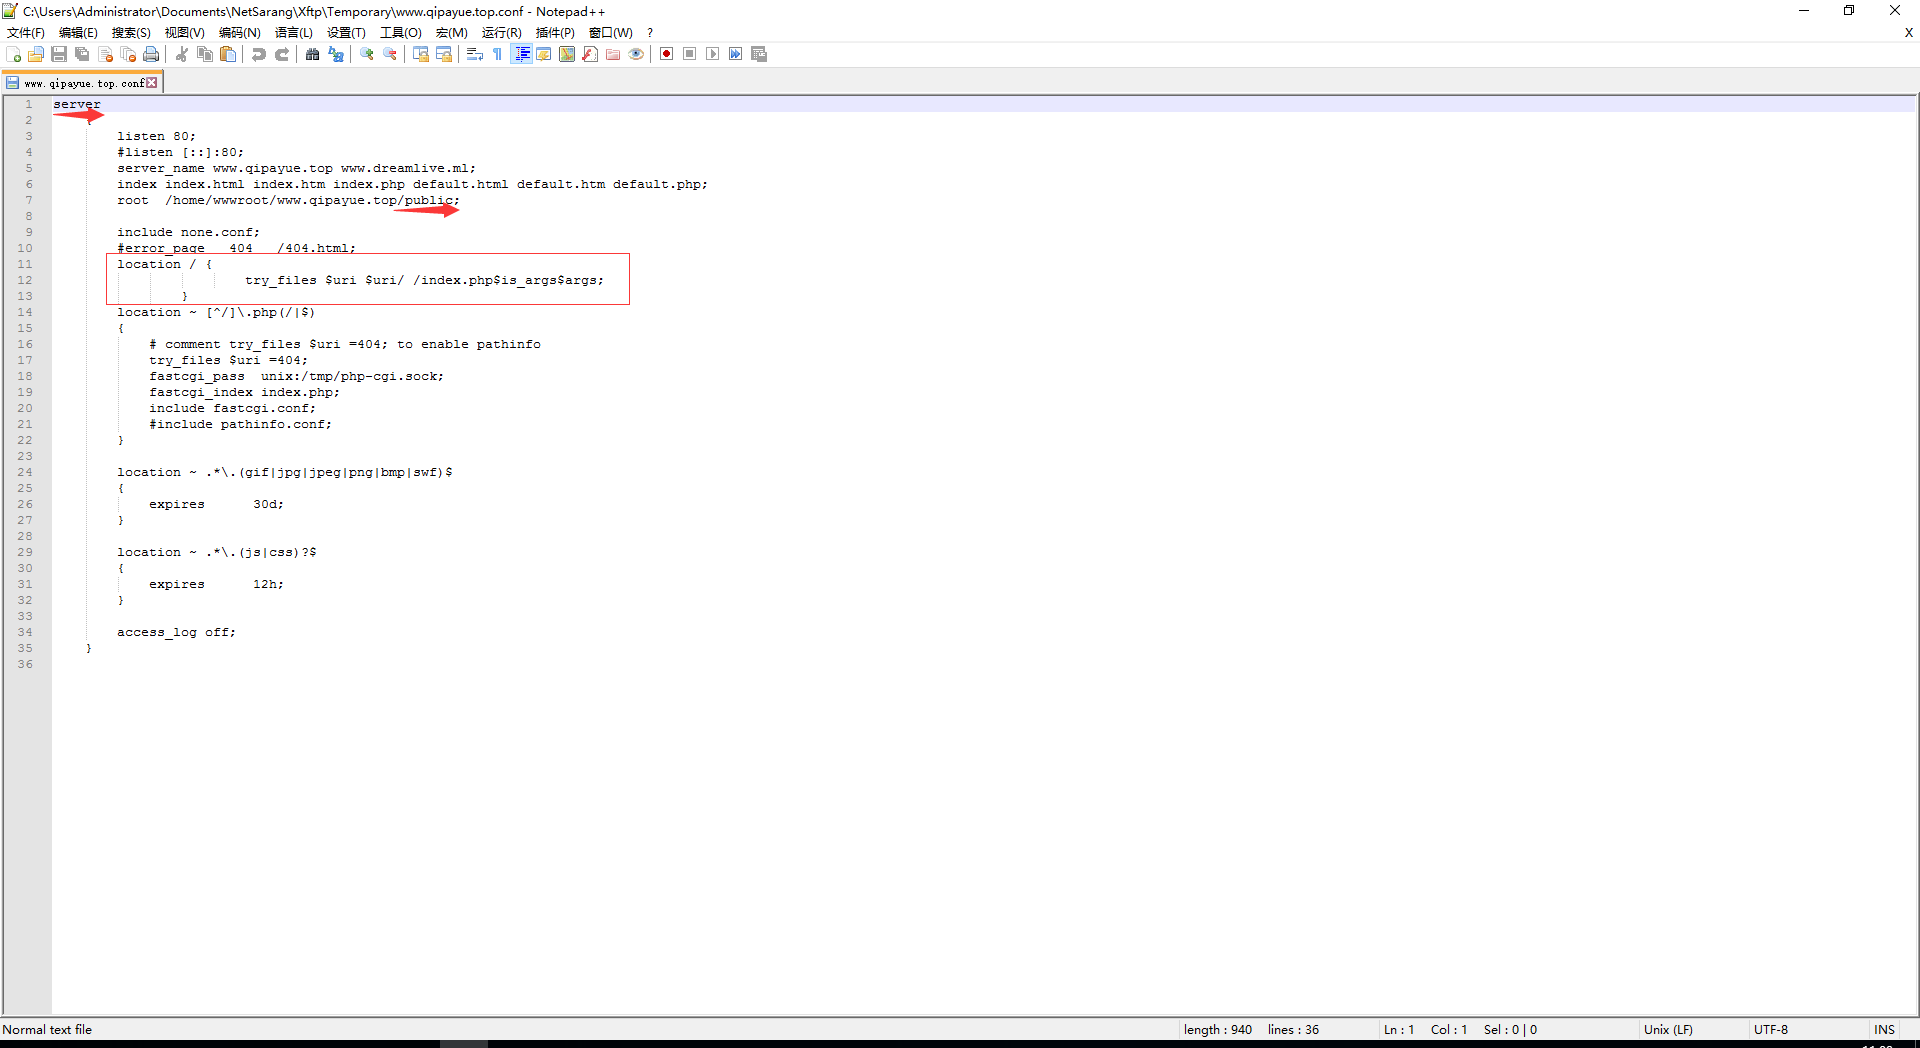 C:\Users\Administrator\Documents\NetSarang\Xftp\Temporary\www.qipayue.top.conf - Notepad++
文件(F) 编辑(E) 搜索(S) 视图(V) 编码(N) 语言(L) 设置(T) 工具(O) 宏(M) 运行(R) 插件(P) 窗口(W) ? X
www.qipayue.top.conf
1 server
2 {
3 listen 80;
4 #listen [::]:80;
5 server_name www.qipayue.top www.dreamlive.ml;
6 index index.html index.htm index.php default.html default.htm default.php;
7 root  /home/wwwroot/www.qipayue.top/public;
8
9 include none.conf;
10 #error_page   404   /404.html;
11 location / {
12 try_files $uri $uri/ /index.php$is_args$args;
13 }
14 location ~ [^/]\.php(/|$)
15 {
16 # comment try_files $uri =404; to enable pathinfo
17 try_files $uri =404;
18 fastcgi_pass  unix:/tmp/php-cgi.sock;
19 fastcgi_index index.php;
20 include fastcgi.conf;
21 #include pathinfo.conf;
22 }
23
24 location ~ .*\.(gif|jpg|jpeg|png|bmp|swf)$
25 {
26 expires      30d;
27 }
28
29 location ~ .*\.(js|css)?$
30 {
31 expires      12h;
32 }
33
34 access_log off;
35 }
36
Normal text file length : 940 lines : 36 Ln : 1 Col : 1 Sel : 0 | 0 Unix (LF) UTF-8 INS